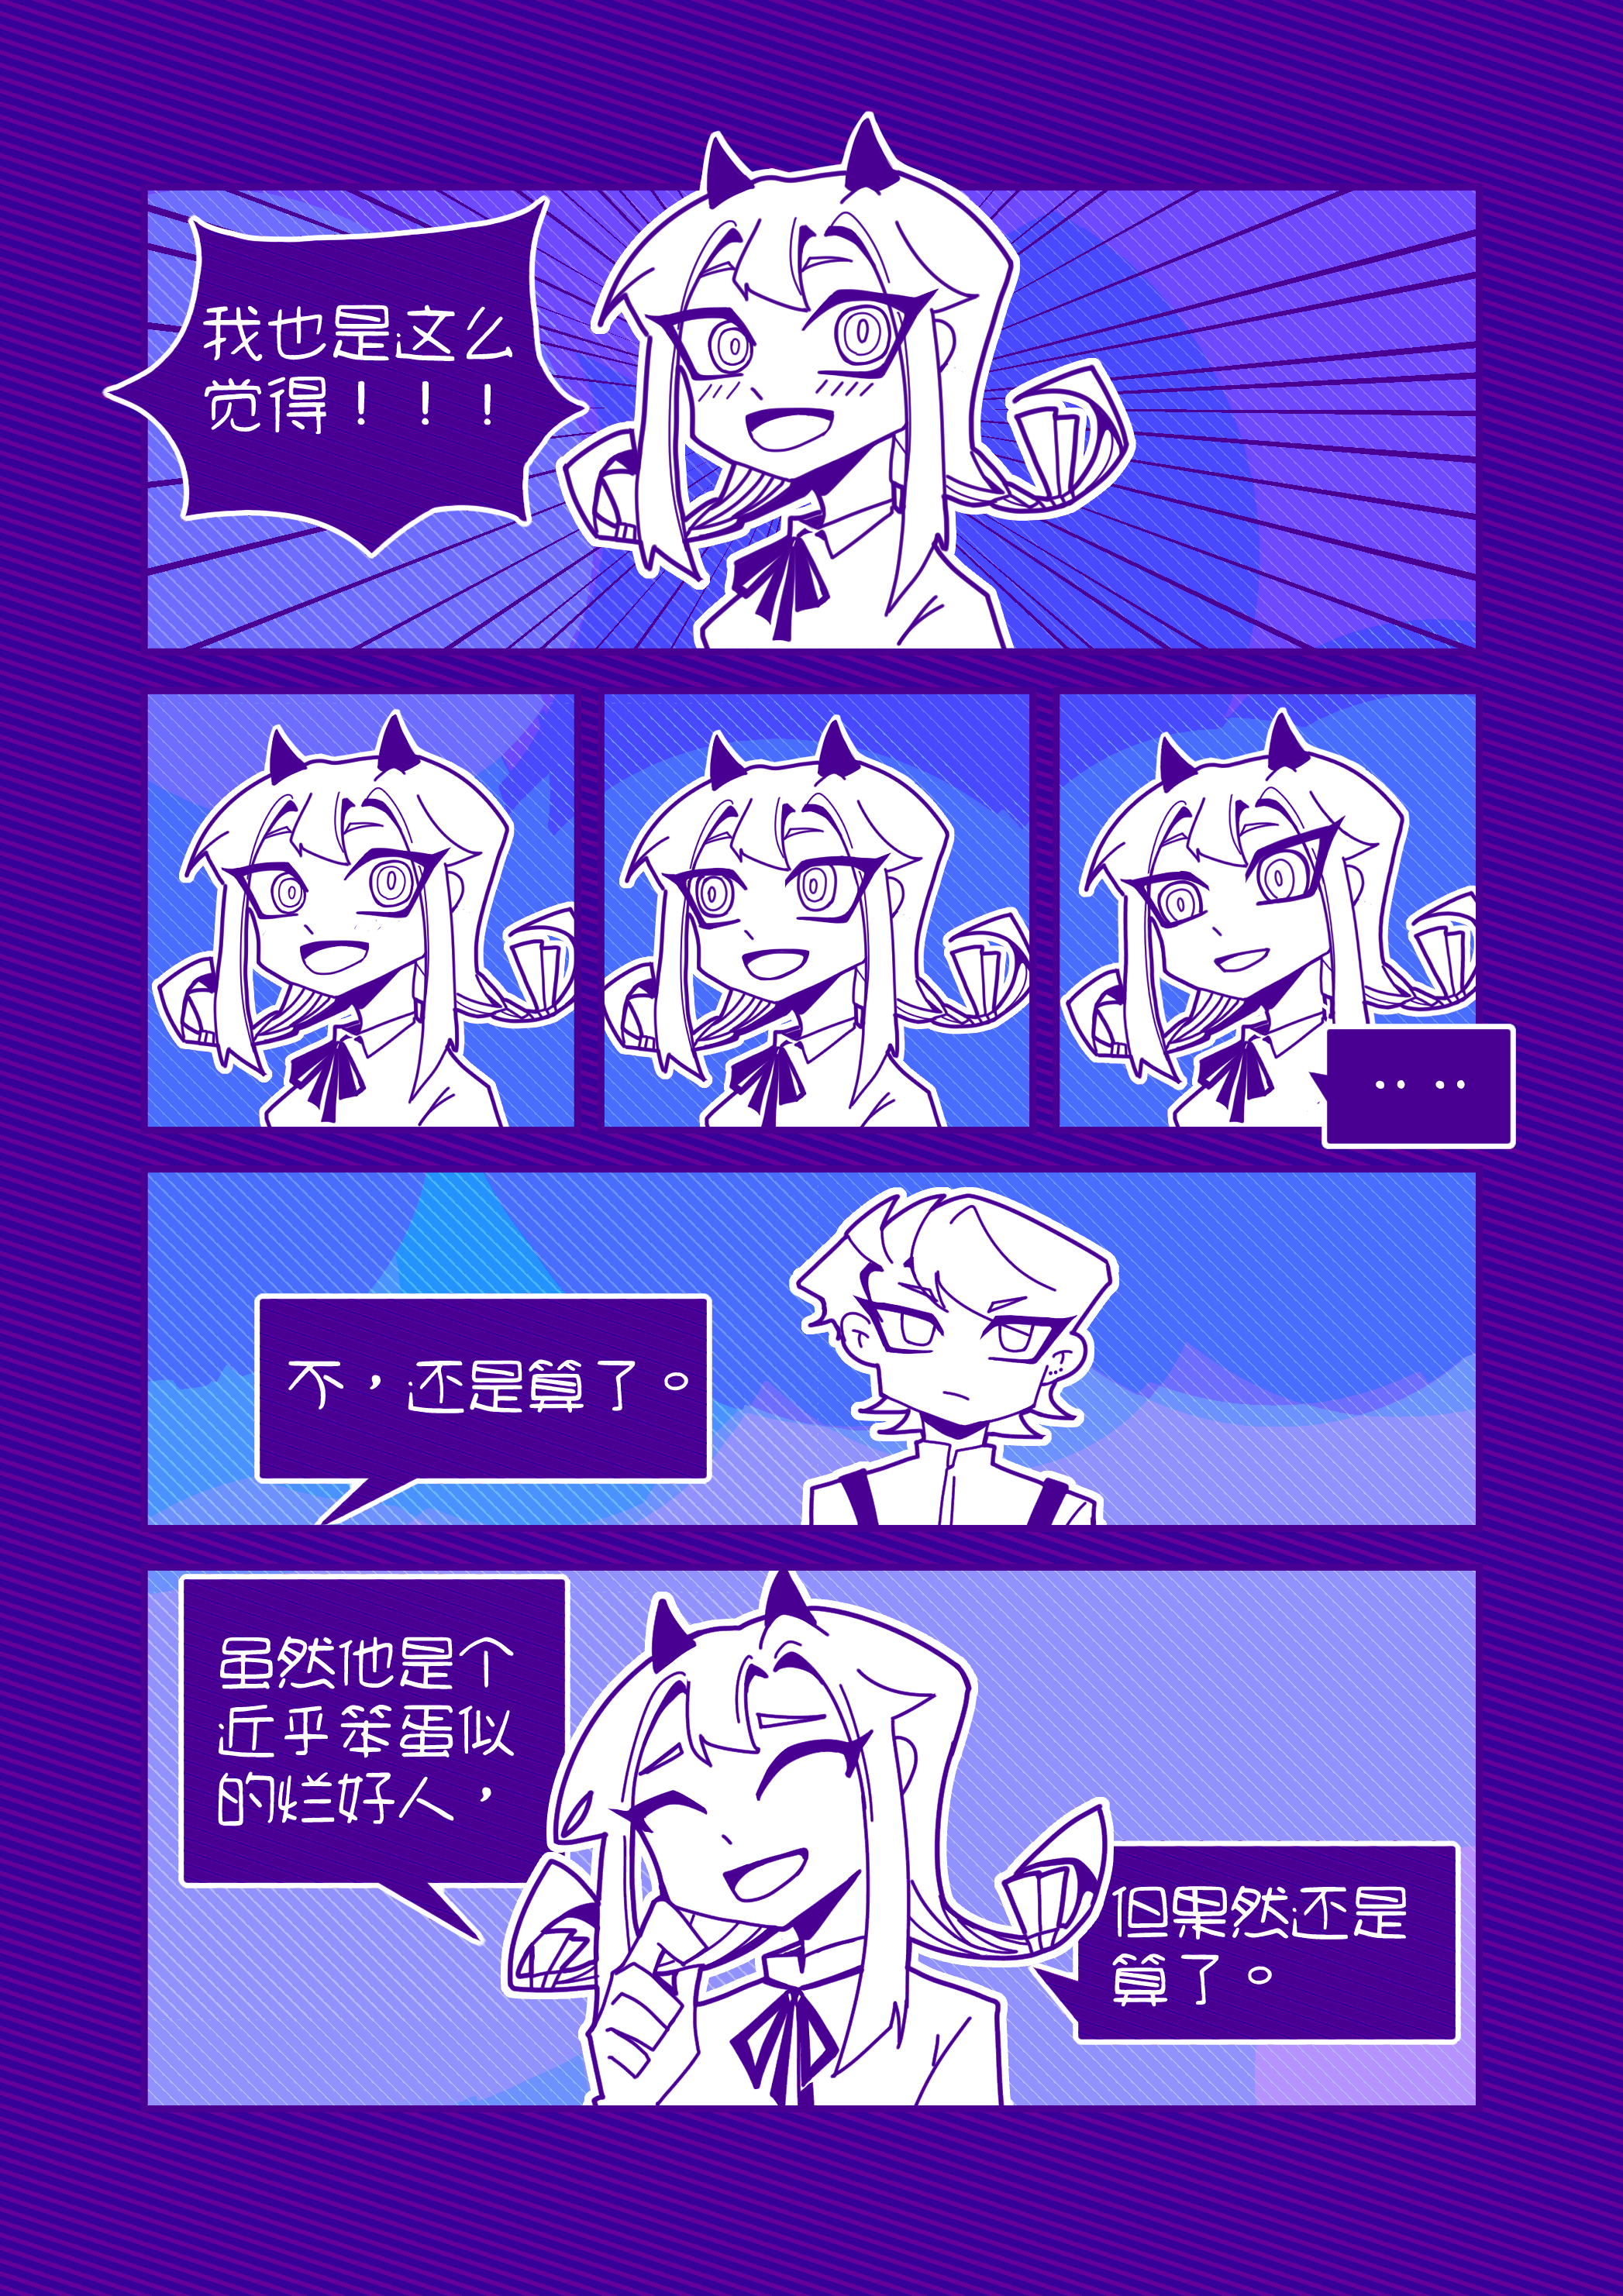 我也是这么
觉得！！！
‥‥
不，还是算了。
虽然他是个
近乎笨蛋似
的烂好人，
但果然还是
算了。